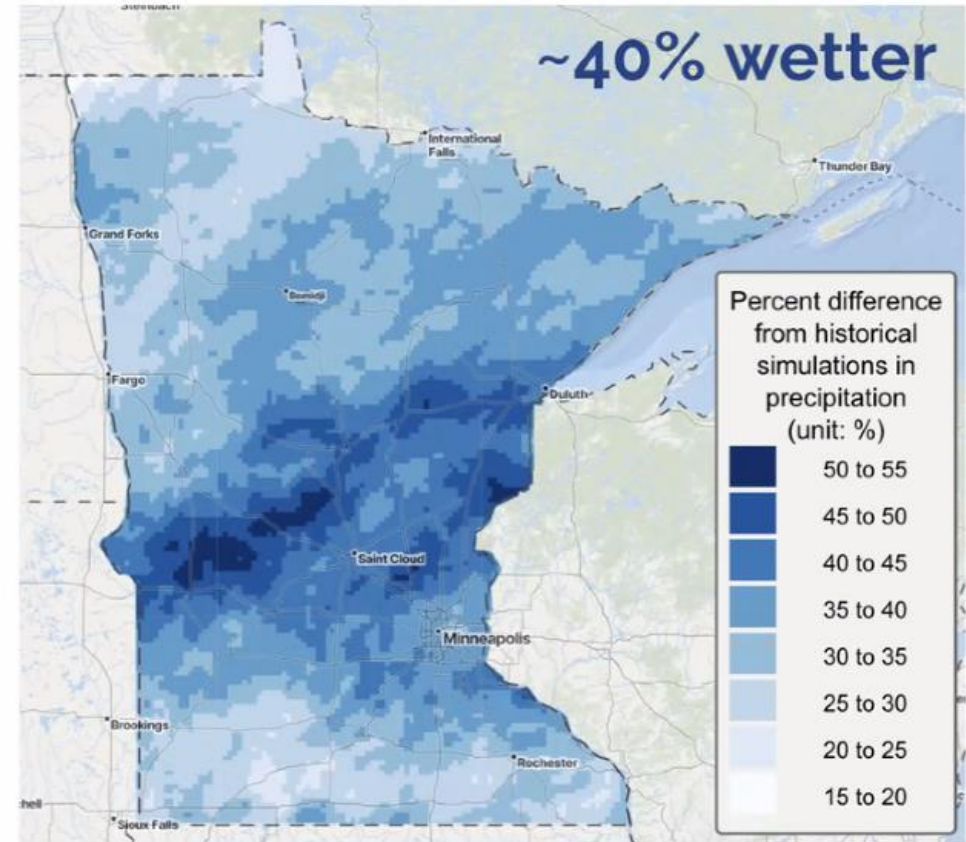 Steinbach
~40% wetter
International
Falls
Thunder Bay
Grand Forks
Bemidji
Percent difference
from historical
simulations in
precipitation
(unit: %)
Fargo
Duluth
50 to 55
45 to 50
Saint Cloud
40 to 45
35 to 40
Minneapolis
30 to 35
25 to 30
Brookings
20 to 25
Rochester
15 to 20
hell
Sioux Falls